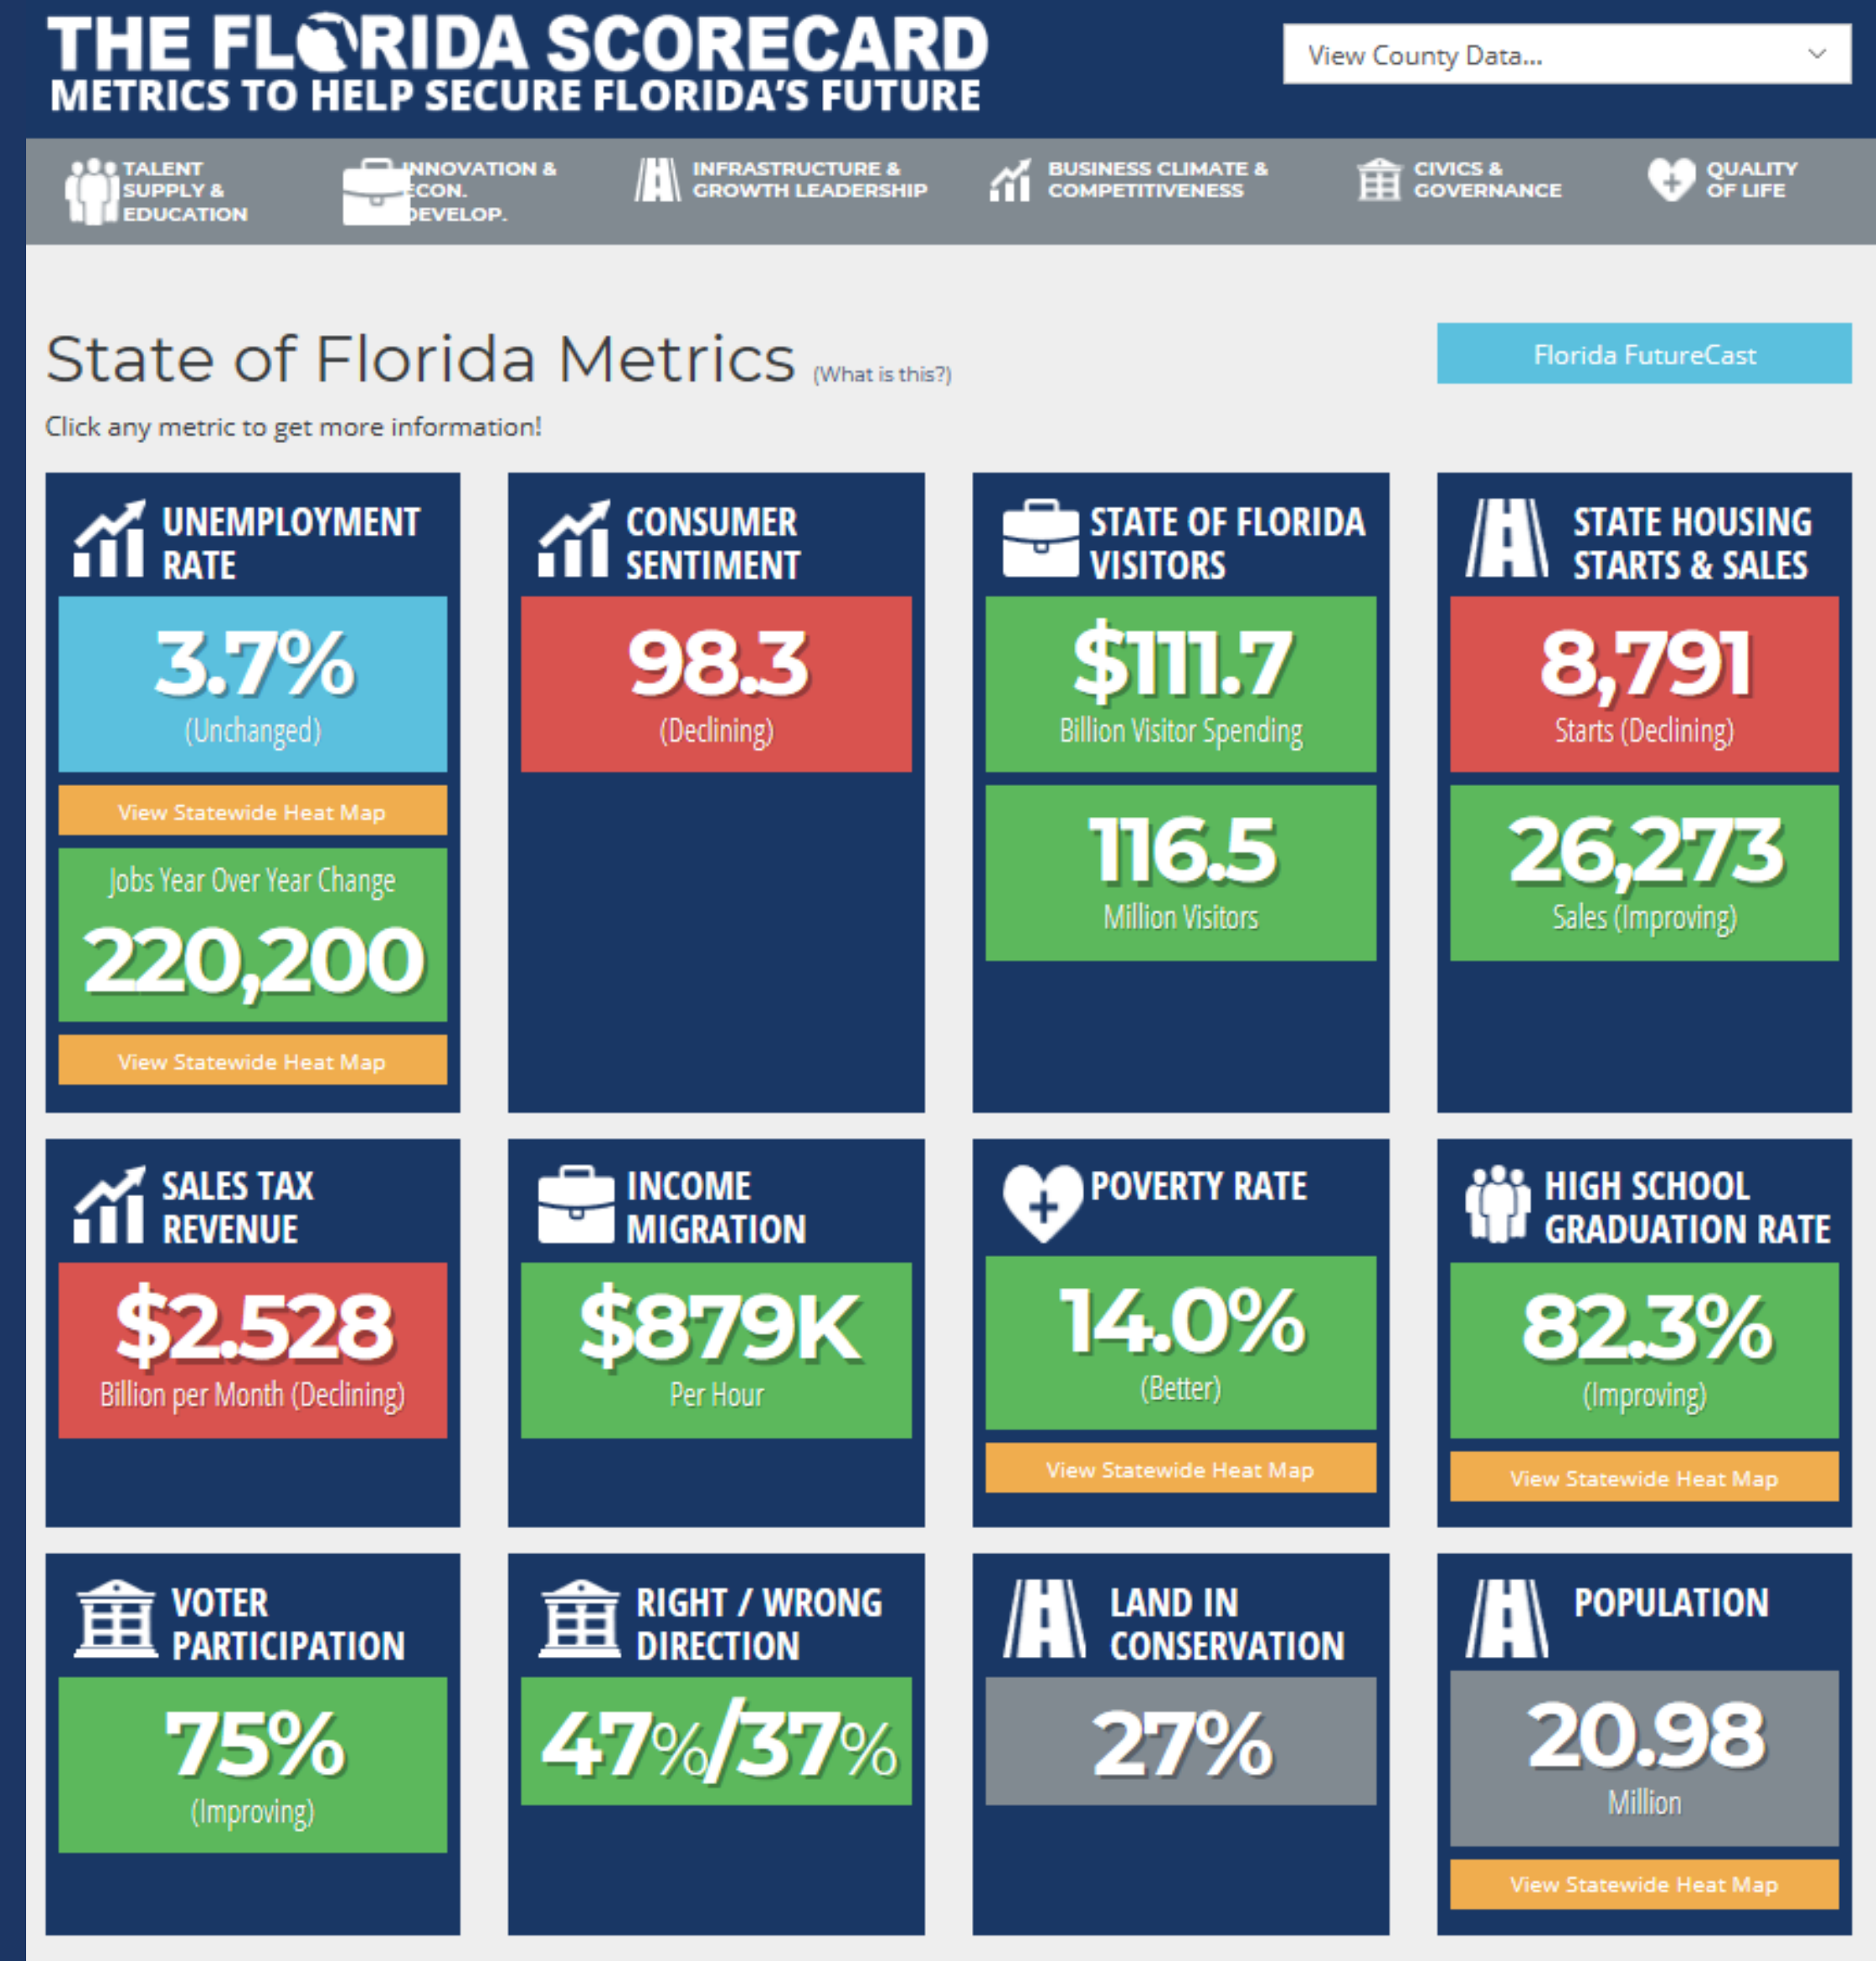 THE FLORIDA SCORECARD
METRICS TO HELP SECURE FLORIDA'S FUTURE
View County Data...
TALENT
SUPPLY &
EDUCATION
INNOVATION &
ECON.
DEVELOP.
INFRASTRUCTURE &
GROWTH LEADERSHIP
BUSINESS CLIMATE &
COMPETITIVENESS
CIVICS &
GOVERNANCE
QUALITY
OF LIFE
State of Florida Metrics (What is this?)
Florida FutureCast
Click any metric to get more information!
UNEMPLOYMENT
RATE
3.7%
(Unchanged)
View Statewide Heat Map
Jobs Year Over Year Change
220,200
View Statewide Heat Map
CONSUMER
SENTIMENT
98.3
(Declining)
STATE OF FLORIDA
VISITORS
$111.7
Billion Visitor Spending
116.5
Million Visitors
STATE HOUSING
STARTS & SALES
8,791
Starts (Declining)
26,273
Sales (Improving)
SALES TAX
REVENUE
$2.528
Billion per Month (Declining)
INCOME
MIGRATION
$879K
Per Hour
POVERTY RATE
14.0%
(Better)
View Statewide Heat Map
HIGH SCHOOL
GRADUATION RATE
82.3%
(Improving)
View Statewide Heat Map
VOTER
PARTICIPATION
75%
(Improving)
RIGHT / WRONG
DIRECTION
47%/37%
LAND IN
CONSERVATION
27%
POPULATION
20.98
Million
View Statewide Heat Map